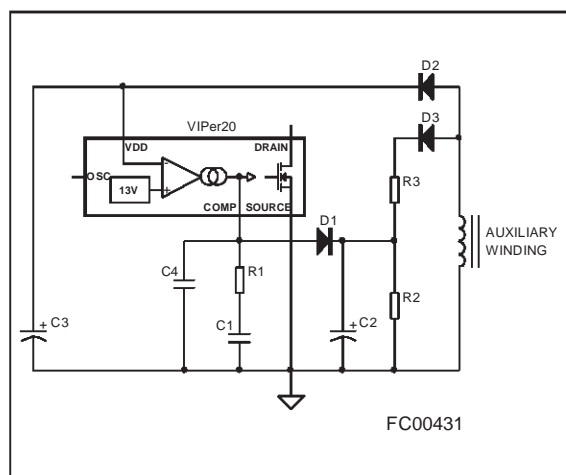 D2
VIPer20
D3
VDD
DRAIN
-
OSC
13V
+
R3
COMP SOURCE
D1
AUXILIARY
WINDING
C4
R1
R2
C3
+
C1
+
C2
FC00431